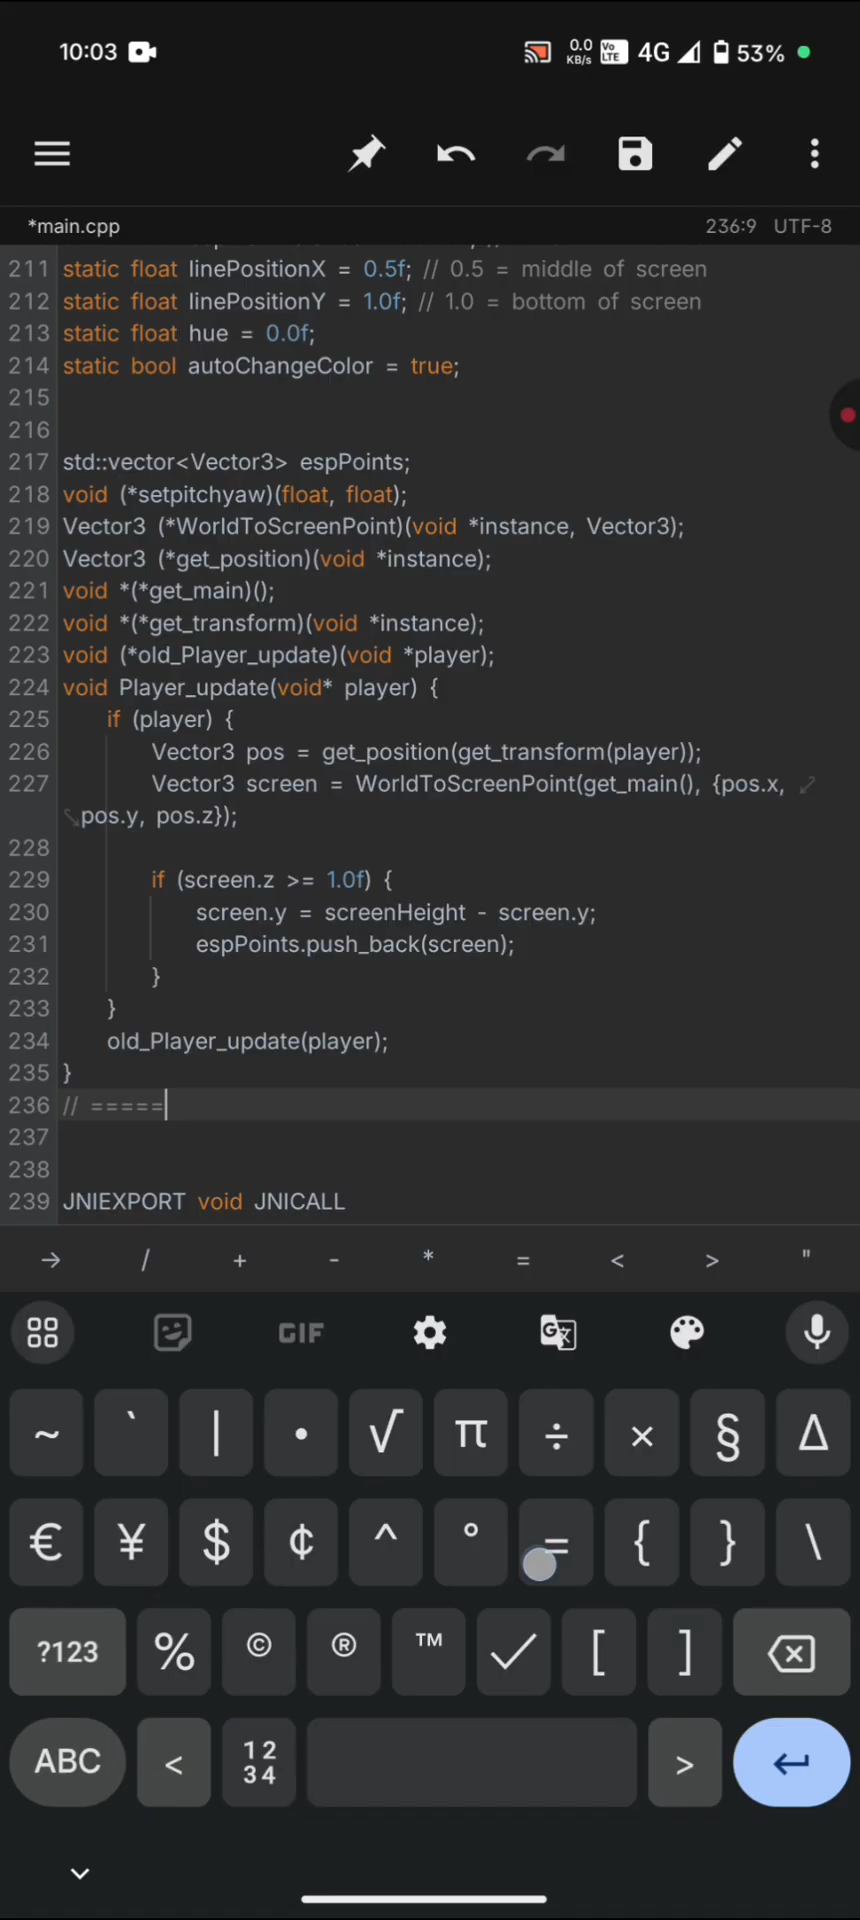 10:03 0.0 KB/s Vo LTE 4G 53%
*main.cpp 236:9 UTF-8
211 static float linePositionX = 0.5f; // 0.5 = middle of screen
212 static float linePositionY = 1.0f; // 1.0 = bottom of screen
213 static float hue = 0.0f;
214 static bool autoChangeColor = true;
215
216
217 std::vector<Vector3> espPoints;
218 void (*setpitchyaw)(float, float);
219 Vector3 (*WorldToScreenPoint)(void *instance, Vector3);
220 Vector3 (*get_position)(void *instance);
221 void *(*get_main)();
222 void *(*get_transform)(void *instance);
223 void (*old_Player_update)(void *player);
224 void Player_update(void* player) {
225 if (player) {
226 Vector3 pos = get_position(get_transform(player));
227 Vector3 screen = WorldToScreenPoint(get_main(), {pos.x,
pos.y, pos.z});
228
229 if (screen.z >= 1.0f) {
230 screen.y = screenHeight - screen.y;
231 espPoints.push_back(screen);
232 }
233 }
234 old_Player_update(player);
235 }
236 // =====
237
238
239 JNIEXPORT void JNICALL
→ / + - * = < > "
GIF
~ ` | • √ π ÷ × § Δ
€ ¥ $ ¢ ^ ° = { } \
?123 % © ® ™ ✓ [ ]
ABC < 12 34 >